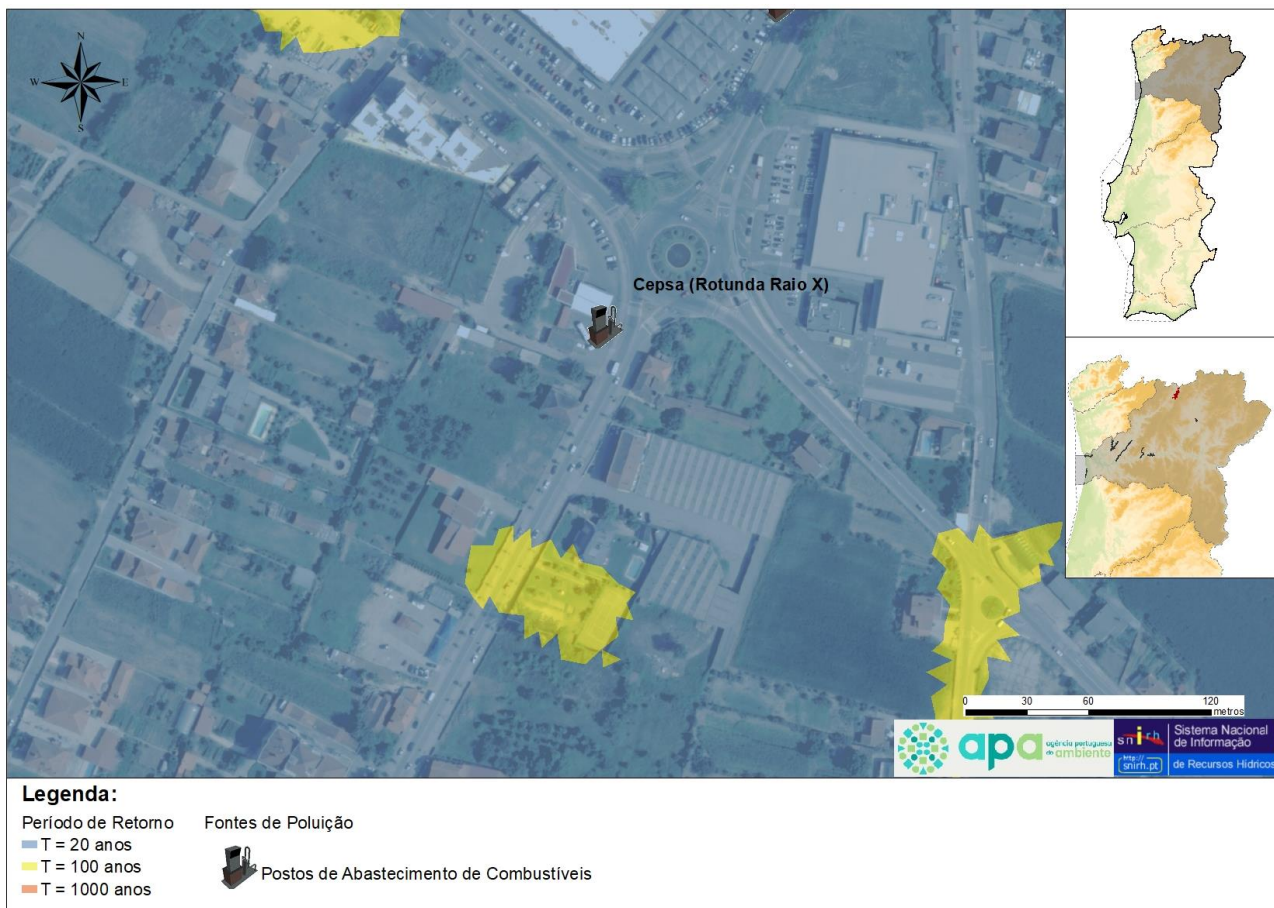 N
W E
S
Cepsa (Rotunda Raio X)
0 30 60 120
metros
apa agência portuguesa
do ambiente
snirh Sistema Nacional
de Informação
http://
snirh.pt de Recursos Hídricos
Legenda:
Período de Retorno Fontes de Poluição
T = 20 anos
T = 100 anos
T = 1000 anos
Postos de Abastecimento de Combustíveis